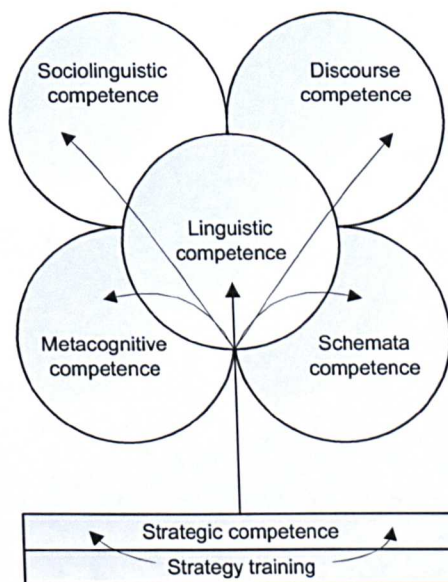 Sociolinguistic
competence
Discourse
competence
Linguistic
competence
Metacognitive
competence
Schemata
competence
Strategic competence
Strategy training